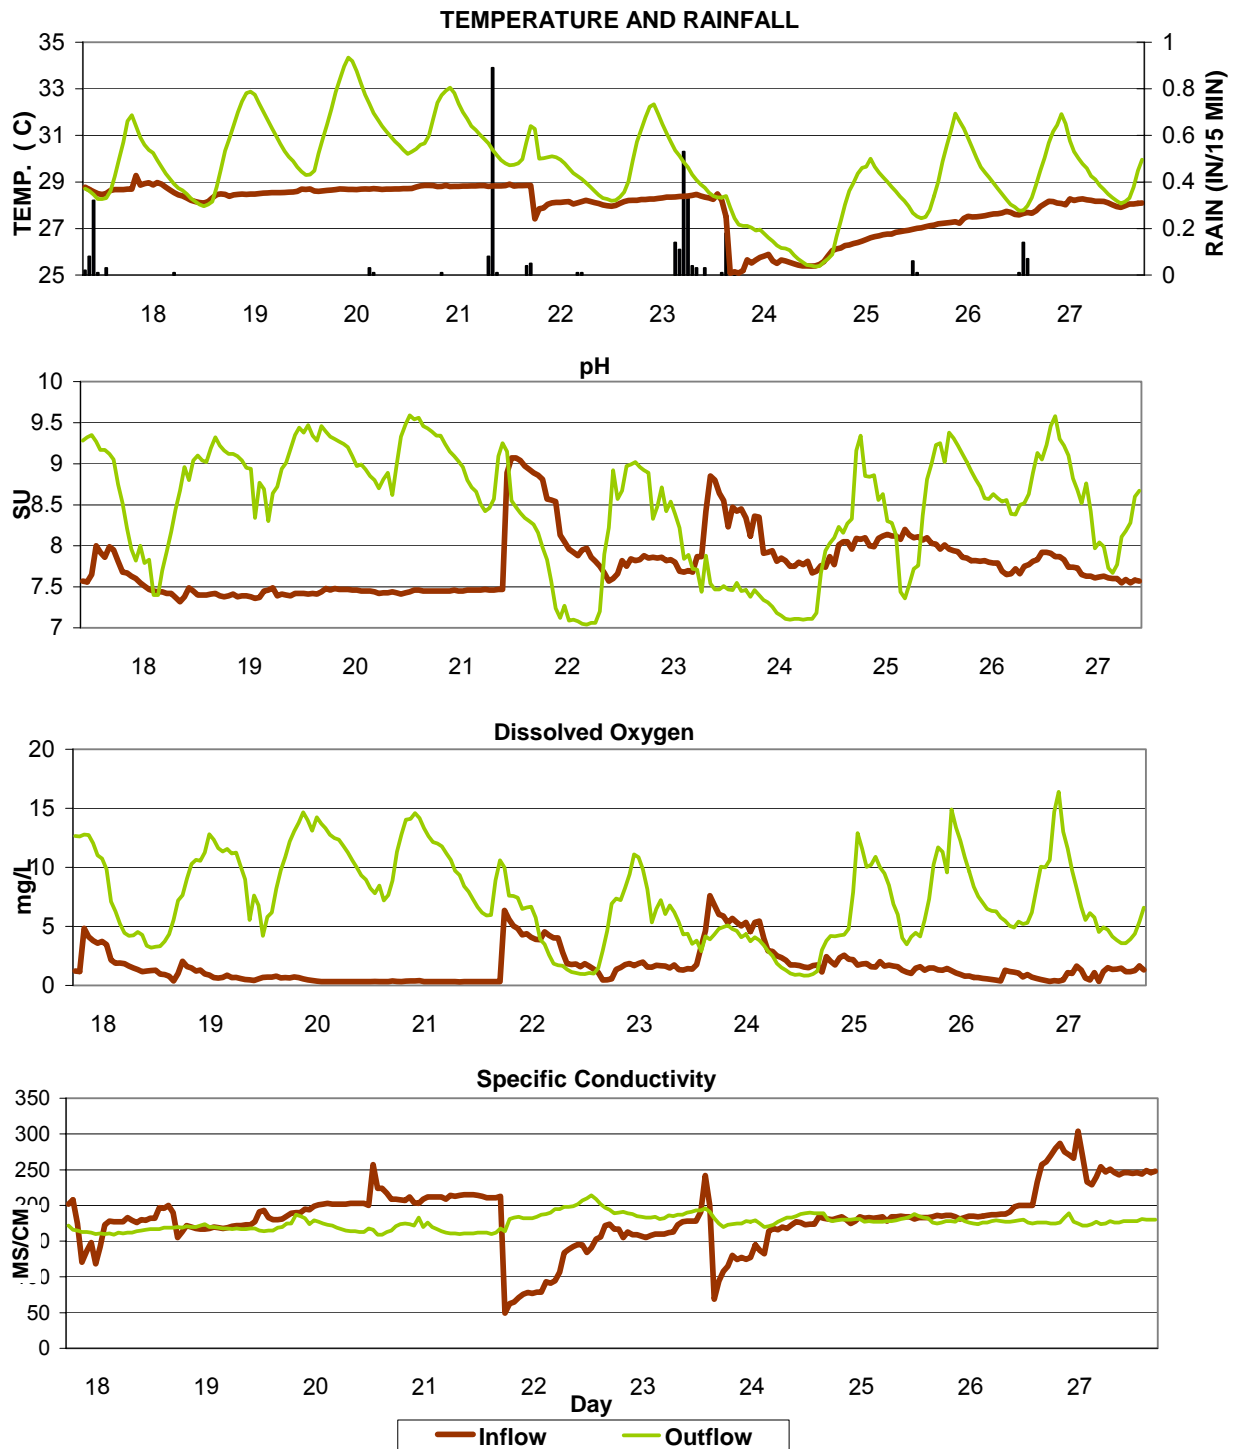 TEMPERATURE AND RAINFALL
35
33
31
29
27
25
TEMP. ( C)
1
0.8
0.6
0.4
0.2
0
RAIN (IN/15 MIN)
18 19 20 21 22 23 24 25 26 27
pH
10
9.5
9
8.5
8
7.5
7
SU
18 19 20 21 22 23 24 25 26 27
Dissolved Oxygen
20
15
10
5
0
mg/L
18 19 20 21 22 23 24 25 26 27
Specific Conductivity
350
300
250
50
0
MS/CM
18 19 20 21 22 23 24 25 26 27
Day
Inflow Outflow